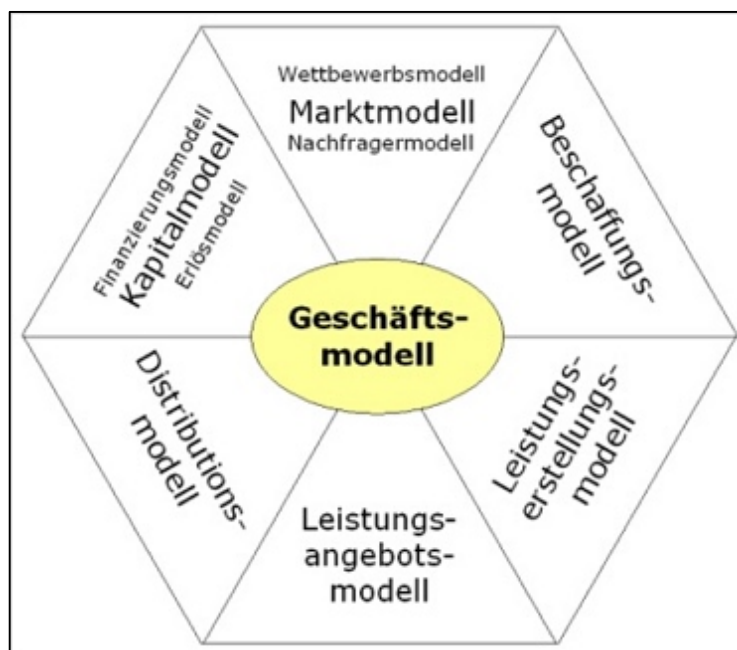 Wettbewerbsmodell
Marktmodell
Nachfragermodell
Beschaffungs-
modell
Leistungs-
erstellungs-
modell
Leistungs-
angebots-
modell
Distributions-
modell
Finanzierungsmodell
Kapitalmodell
Erlösmodell
Geschäfts-
modell